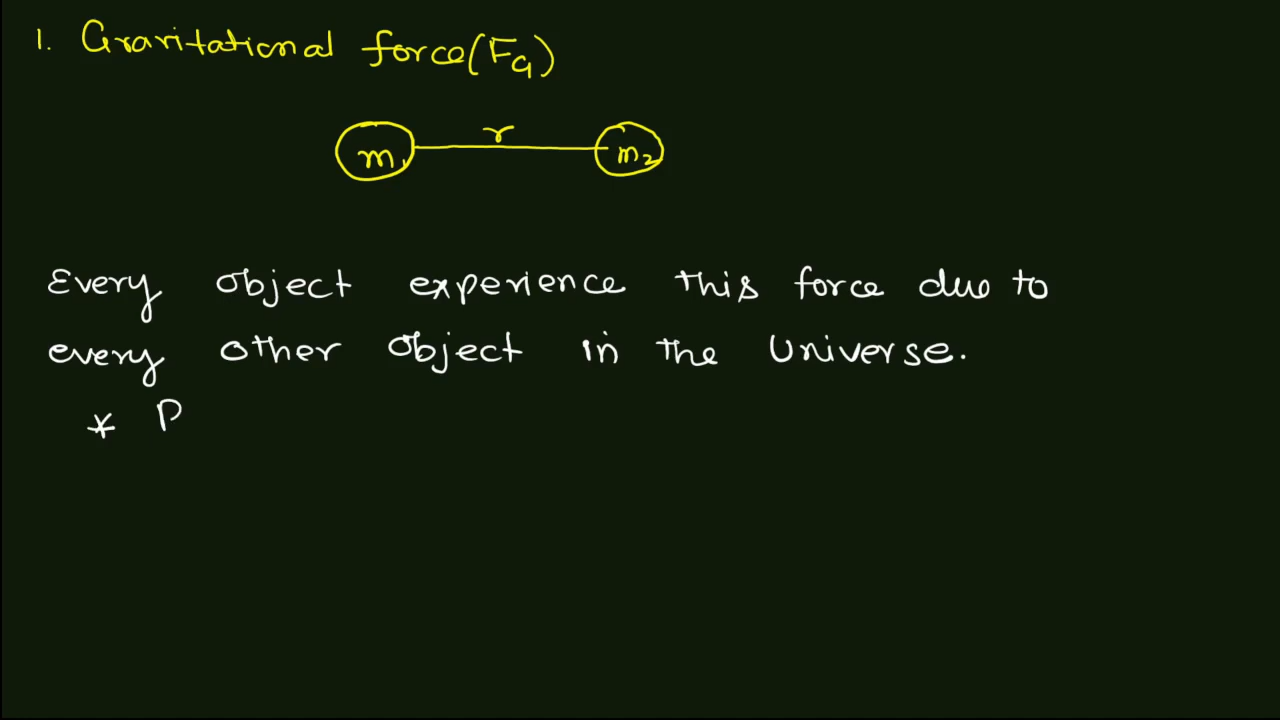 1. Gravitational force (FG)
r
m1 m2
Every object experience this force due to
every other object in the Universe.
* P